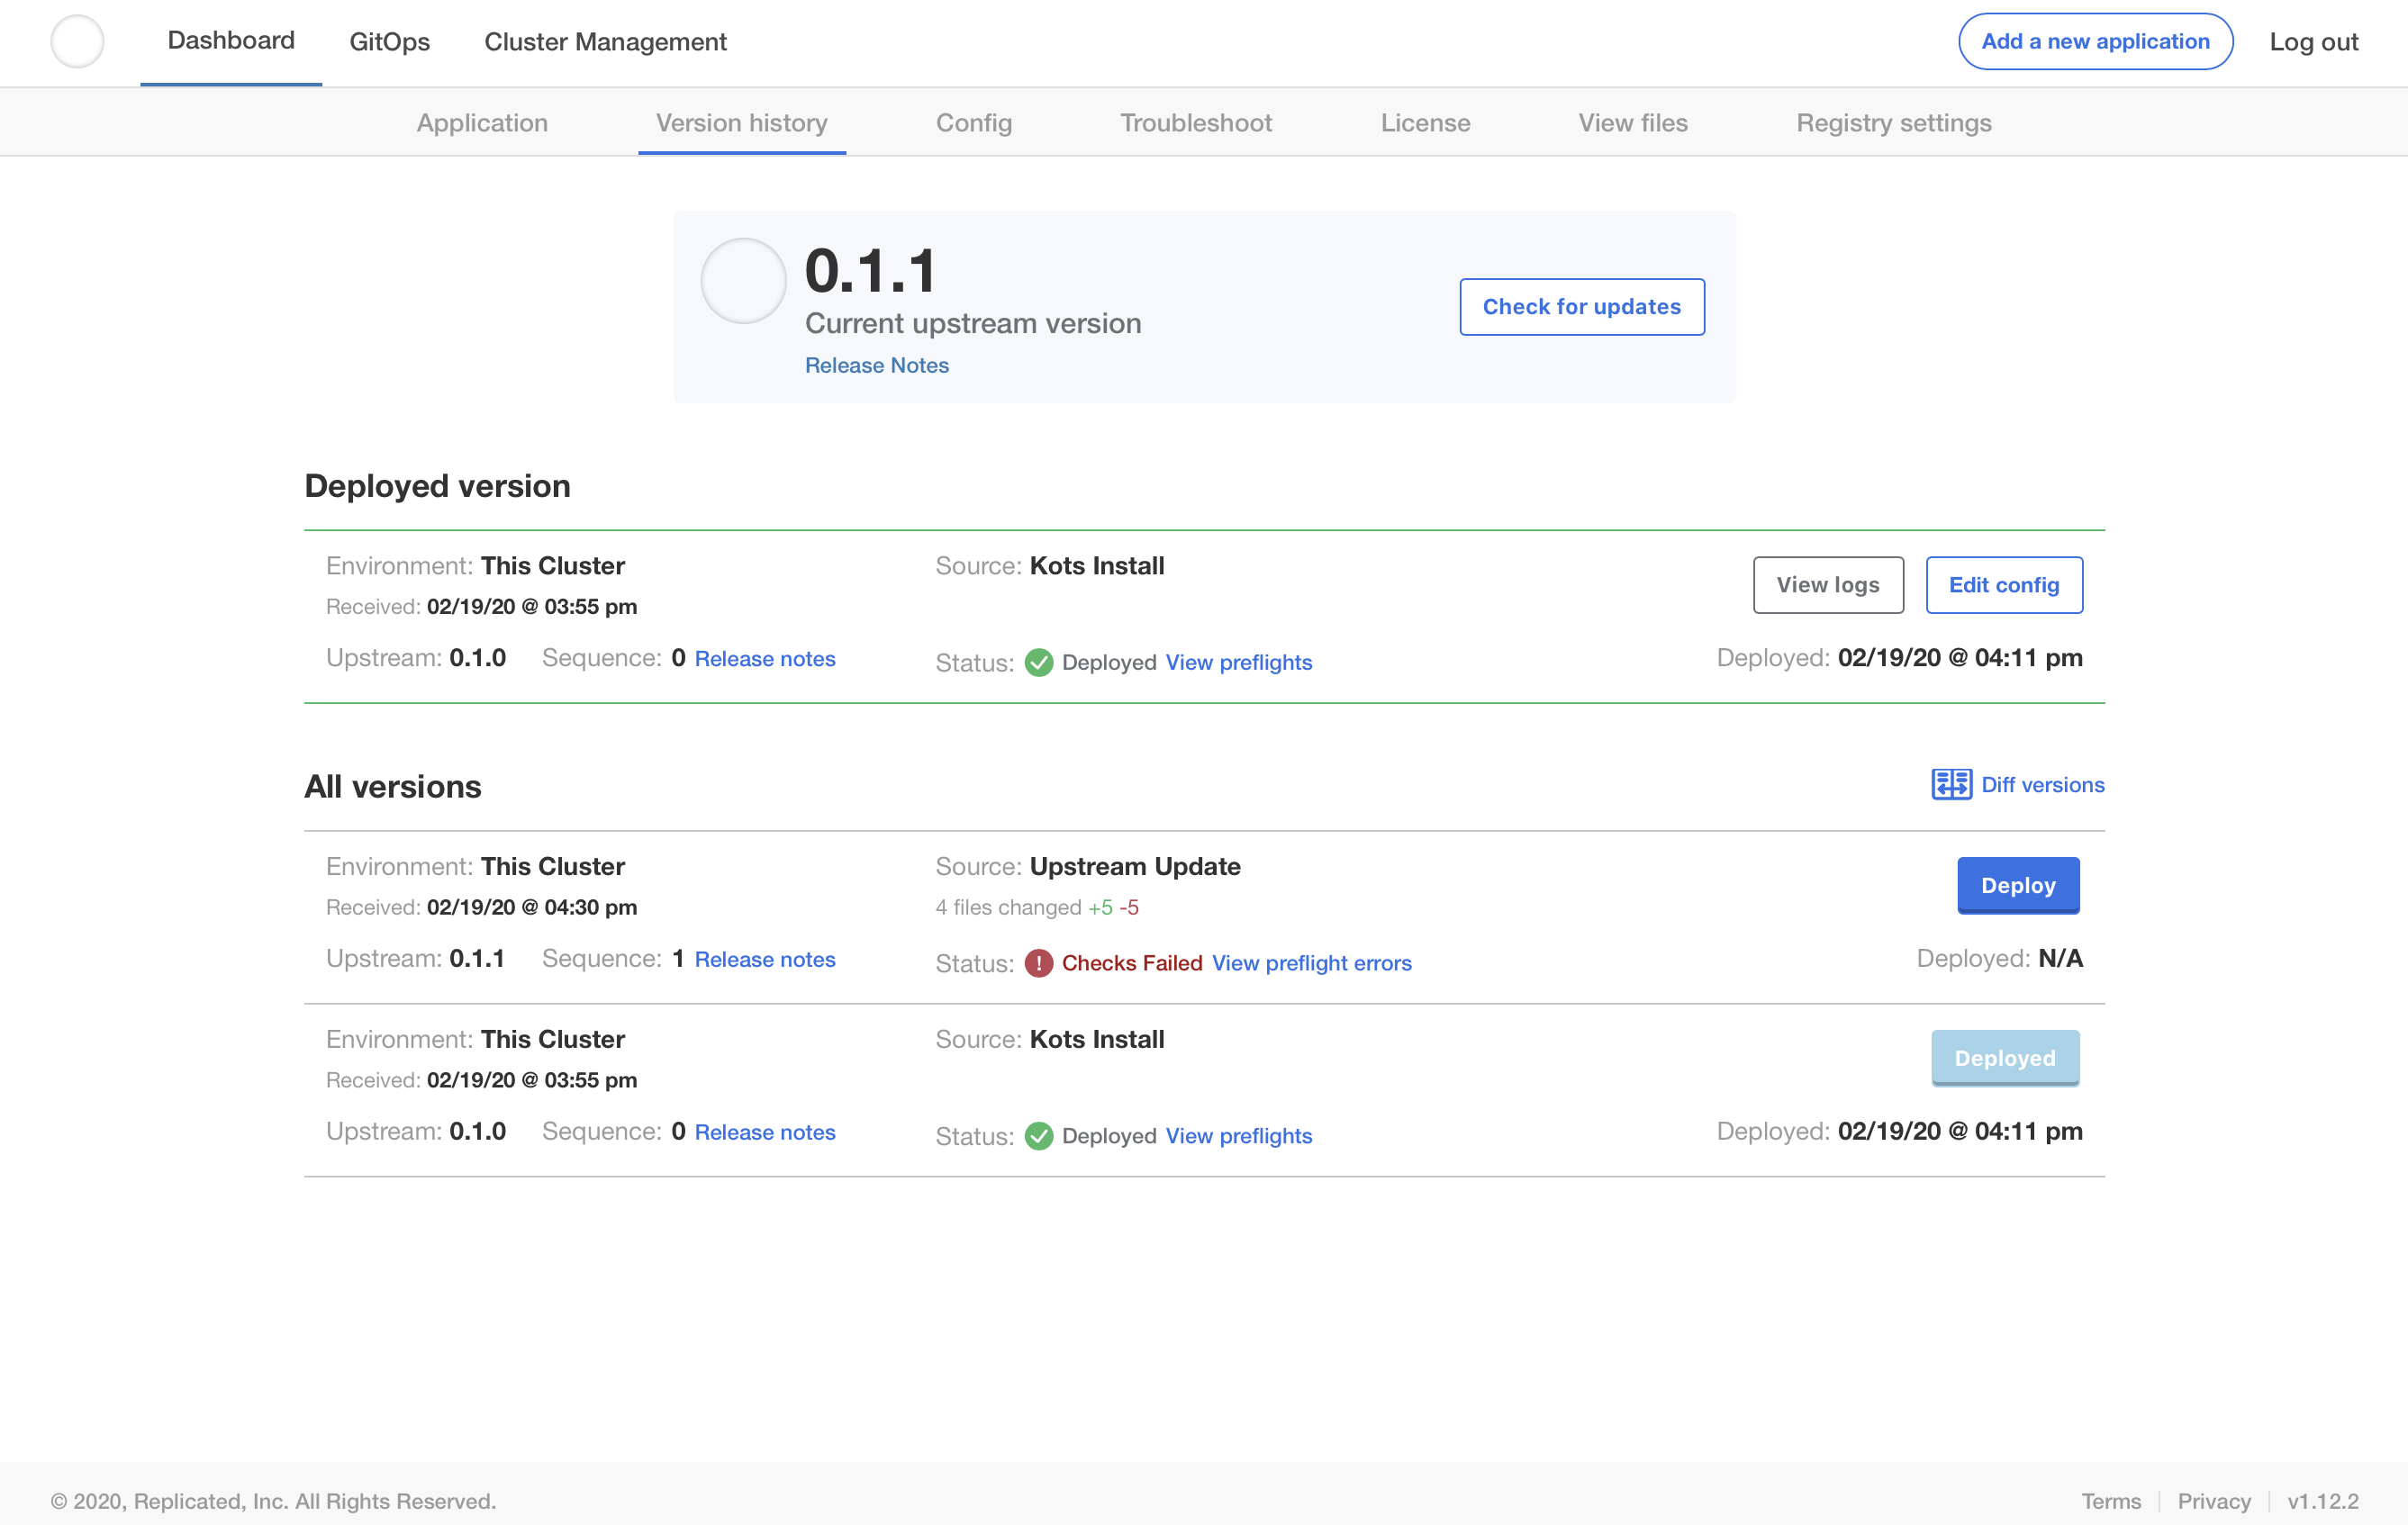 Dashboard GitOps Cluster Management Add a new application Log out
Application Version history Config Troubleshoot License View files Registry settings
0.1.1
Current upstream version
Release Notes
Check for updates
Deployed version
Environment: This Cluster Source: Kots Install View logs Edit config
Received: 02/19/20 @ 03:55 pm
Upstream: 0.1.0 Sequence: 0 Release notes Status: Deployed View preflights Deployed: 02/19/20 @ 04:11 pm
All versions Diff versions
Environment: This Cluster Source: Upstream Update Deploy
Received: 02/19/20 @ 04:30 pm 4 files changed +5 -5
Upstream: 0.1.1 Sequence: 1 Release notes Status: ! Checks Failed View preflight errors Deployed: N/A
Environment: This Cluster Source: Kots Install Deployed
Received: 02/19/20 @ 03:55 pm
Upstream: 0.1.0 Sequence: 0 Release notes Status: Deployed View preflights Deployed: 02/19/20 @ 04:11 pm
© 2020, Replicated, Inc. All Rights Reserved. Terms Privacy v1.12.2